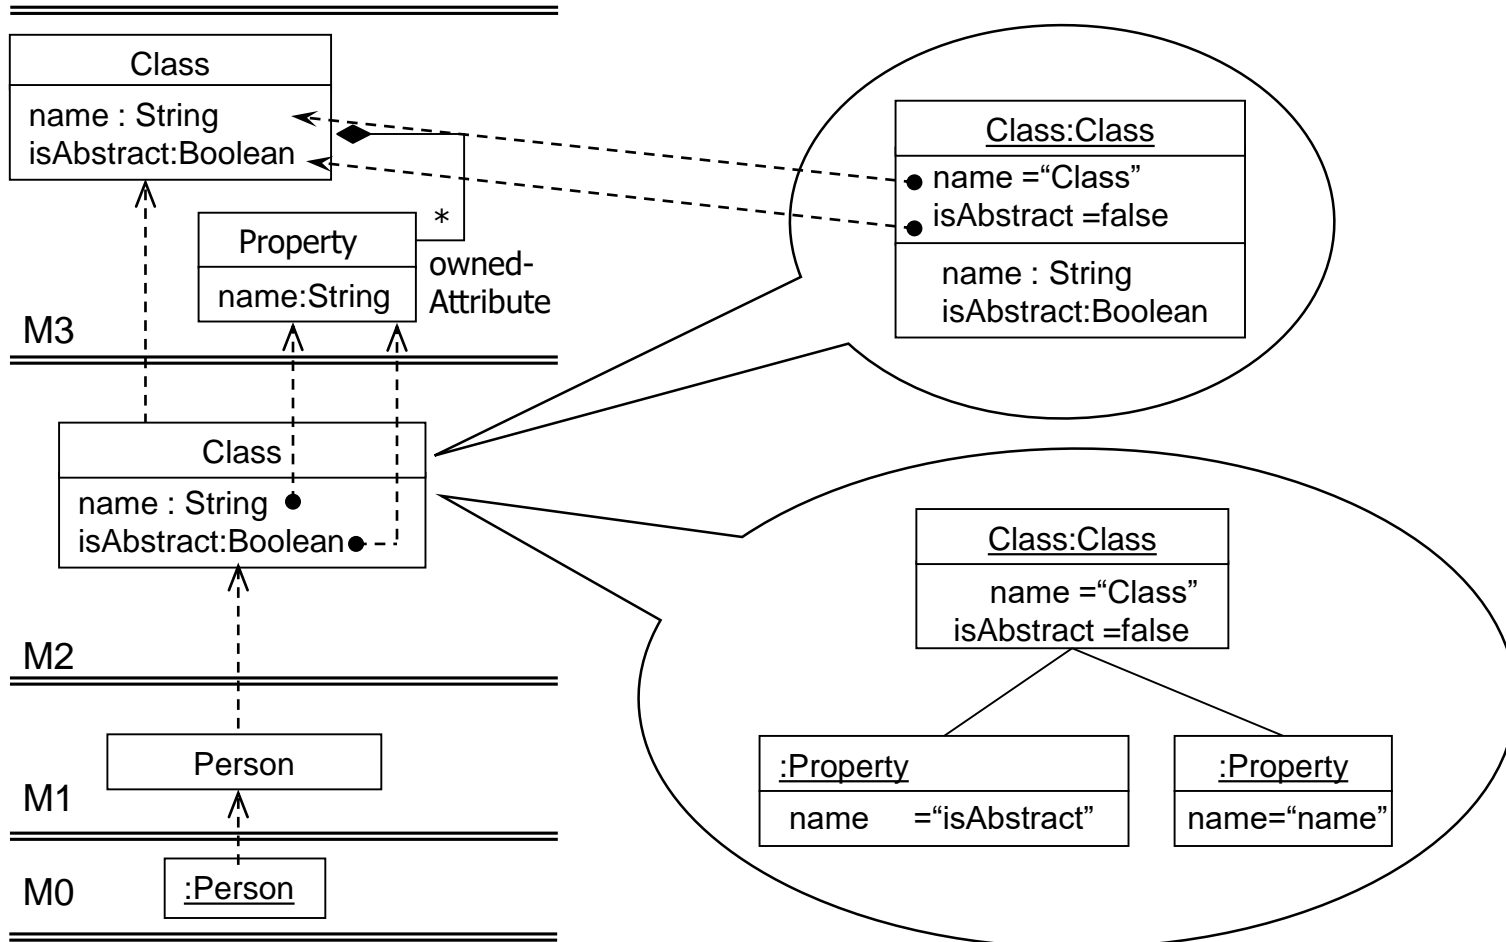 Class
name : String
isAbstract:Boolean
*
Property
owned-
Attribute
name:String
M3
Class
name : String
isAbstract:Boolean
M2
Person
M1
:Person
M0
Class:Class
name =“Class”
isAbstract =false
name : String
isAbstract:Boolean
Class:Class
name =“Class”
isAbstract =false
:Property
name =“isAbstract”
:Property
name=“name”